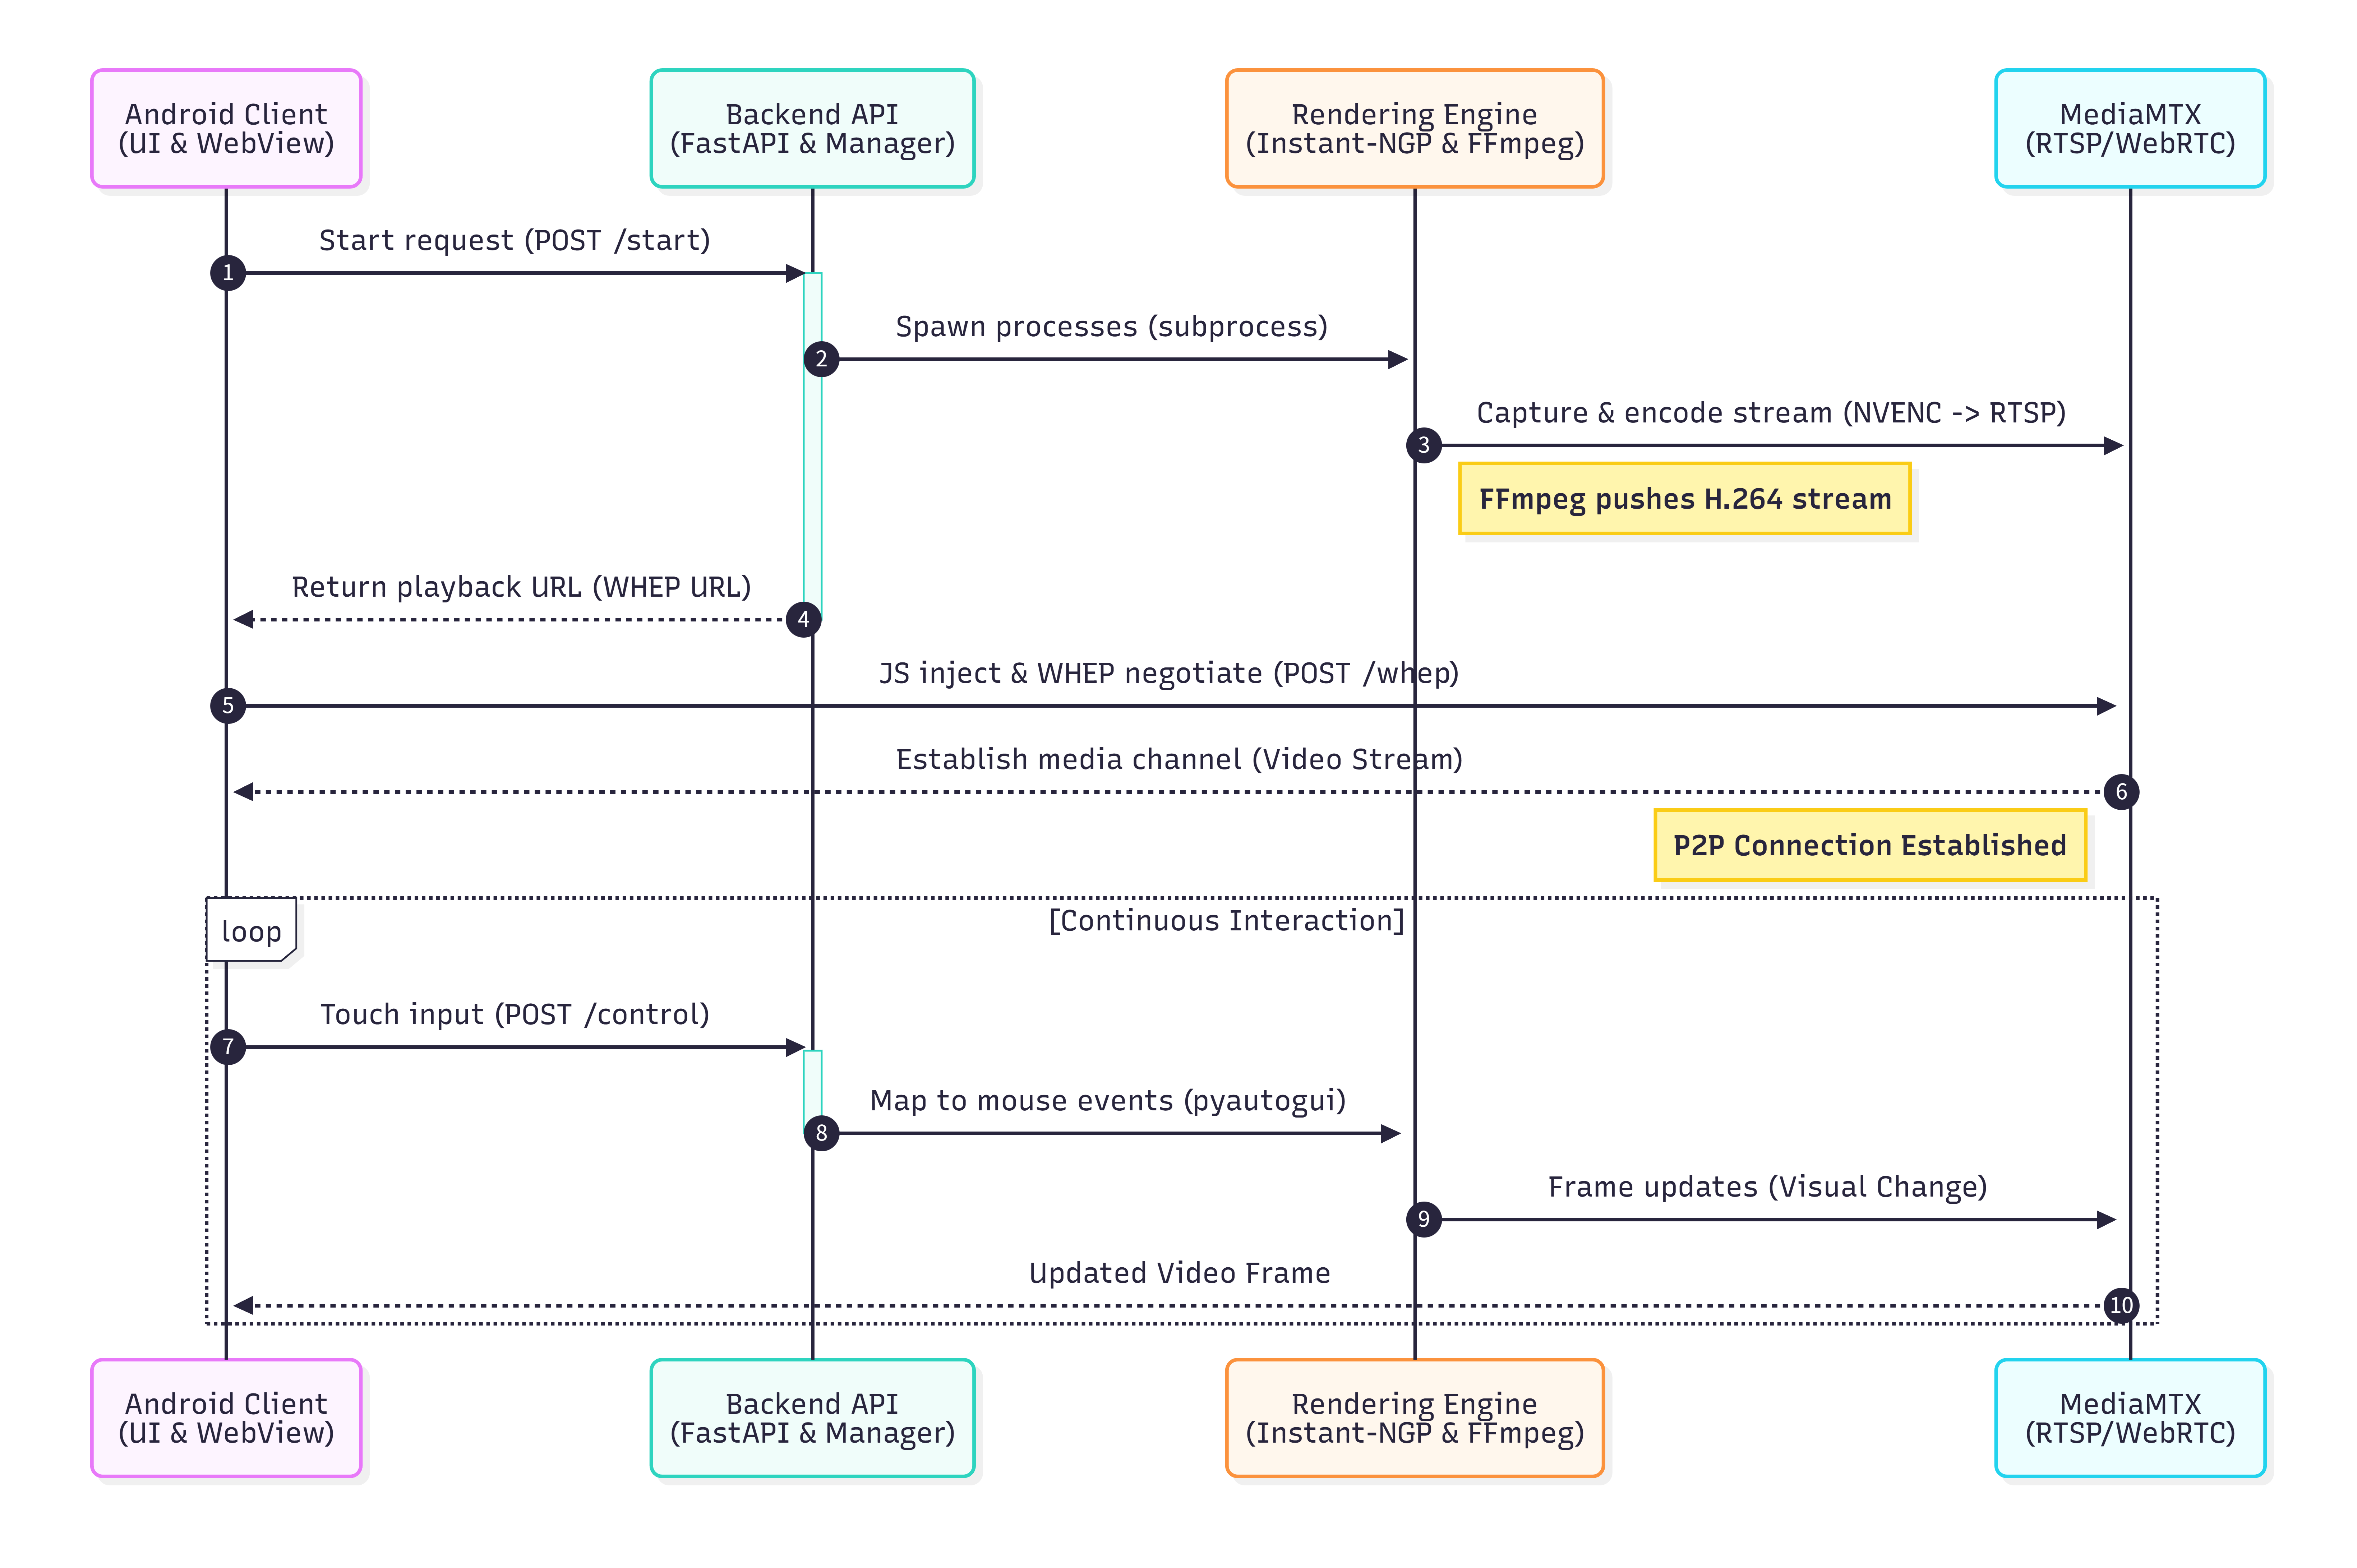 Android Client
(UI & WebView)
Backend API
(FastAPI & Manager)
Rendering Engine
(Instant-NGP & FFmpeg)
MediaMTX
(RTSP/WebRTC)
Start request (POST /start)
1
Spawn processes (subprocess)
2
Capture & encode stream (NVENC -> RTSP)
3
FFmpeg pushes H.264 stream
Return playback URL (WHEP URL)
4
JS inject & WHEP negotiate (POST /whep)
5
Establish media channel (Video Stream)
6
P2P Connection Established
loop
[Continuous Interaction]
Touch input (POST /control)
7
Map to mouse events (pyautogui)
8
Frame updates (Visual Change)
9
Updated Video Frame
10
Android Client
(UI & WebView)
Backend API
(FastAPI & Manager)
Rendering Engine
(Instant-NGP & FFmpeg)
MediaMTX
(RTSP/WebRTC)